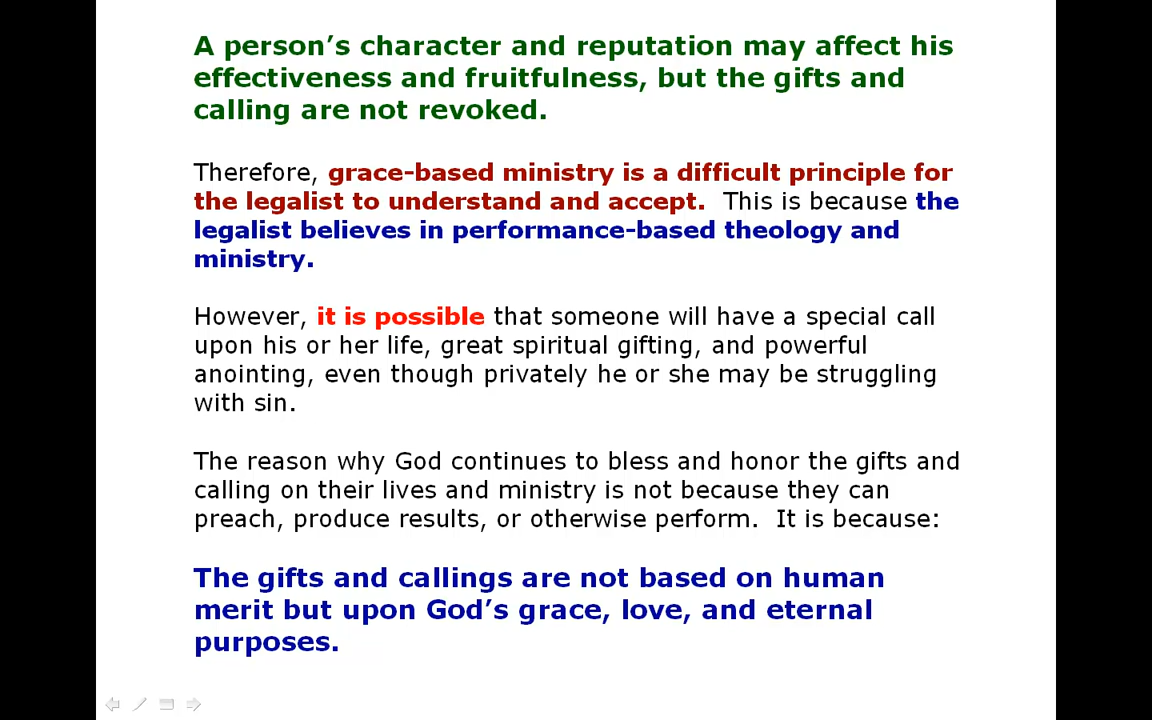 A person’s character and reputation may affect his
effectiveness and fruitfulness, but the gifts and
calling are not revoked.
Therefore, grace-based ministry is a difficult principle for
the legalist to understand and accept.  This is because the
legalist believes in performance-based theology and
ministry.
However, it is possible that someone will have a special call
upon his or her life, great spiritual gifting, and powerful
anointing, even though privately he or she may be struggling
with sin.
The reason why God continues to bless and honor the gifts and
calling on their lives and ministry is not because they can
preach, produce results, or otherwise perform.  It is because:
The gifts and callings are not based on human
merit but upon God’s grace, love, and eternal
purposes.